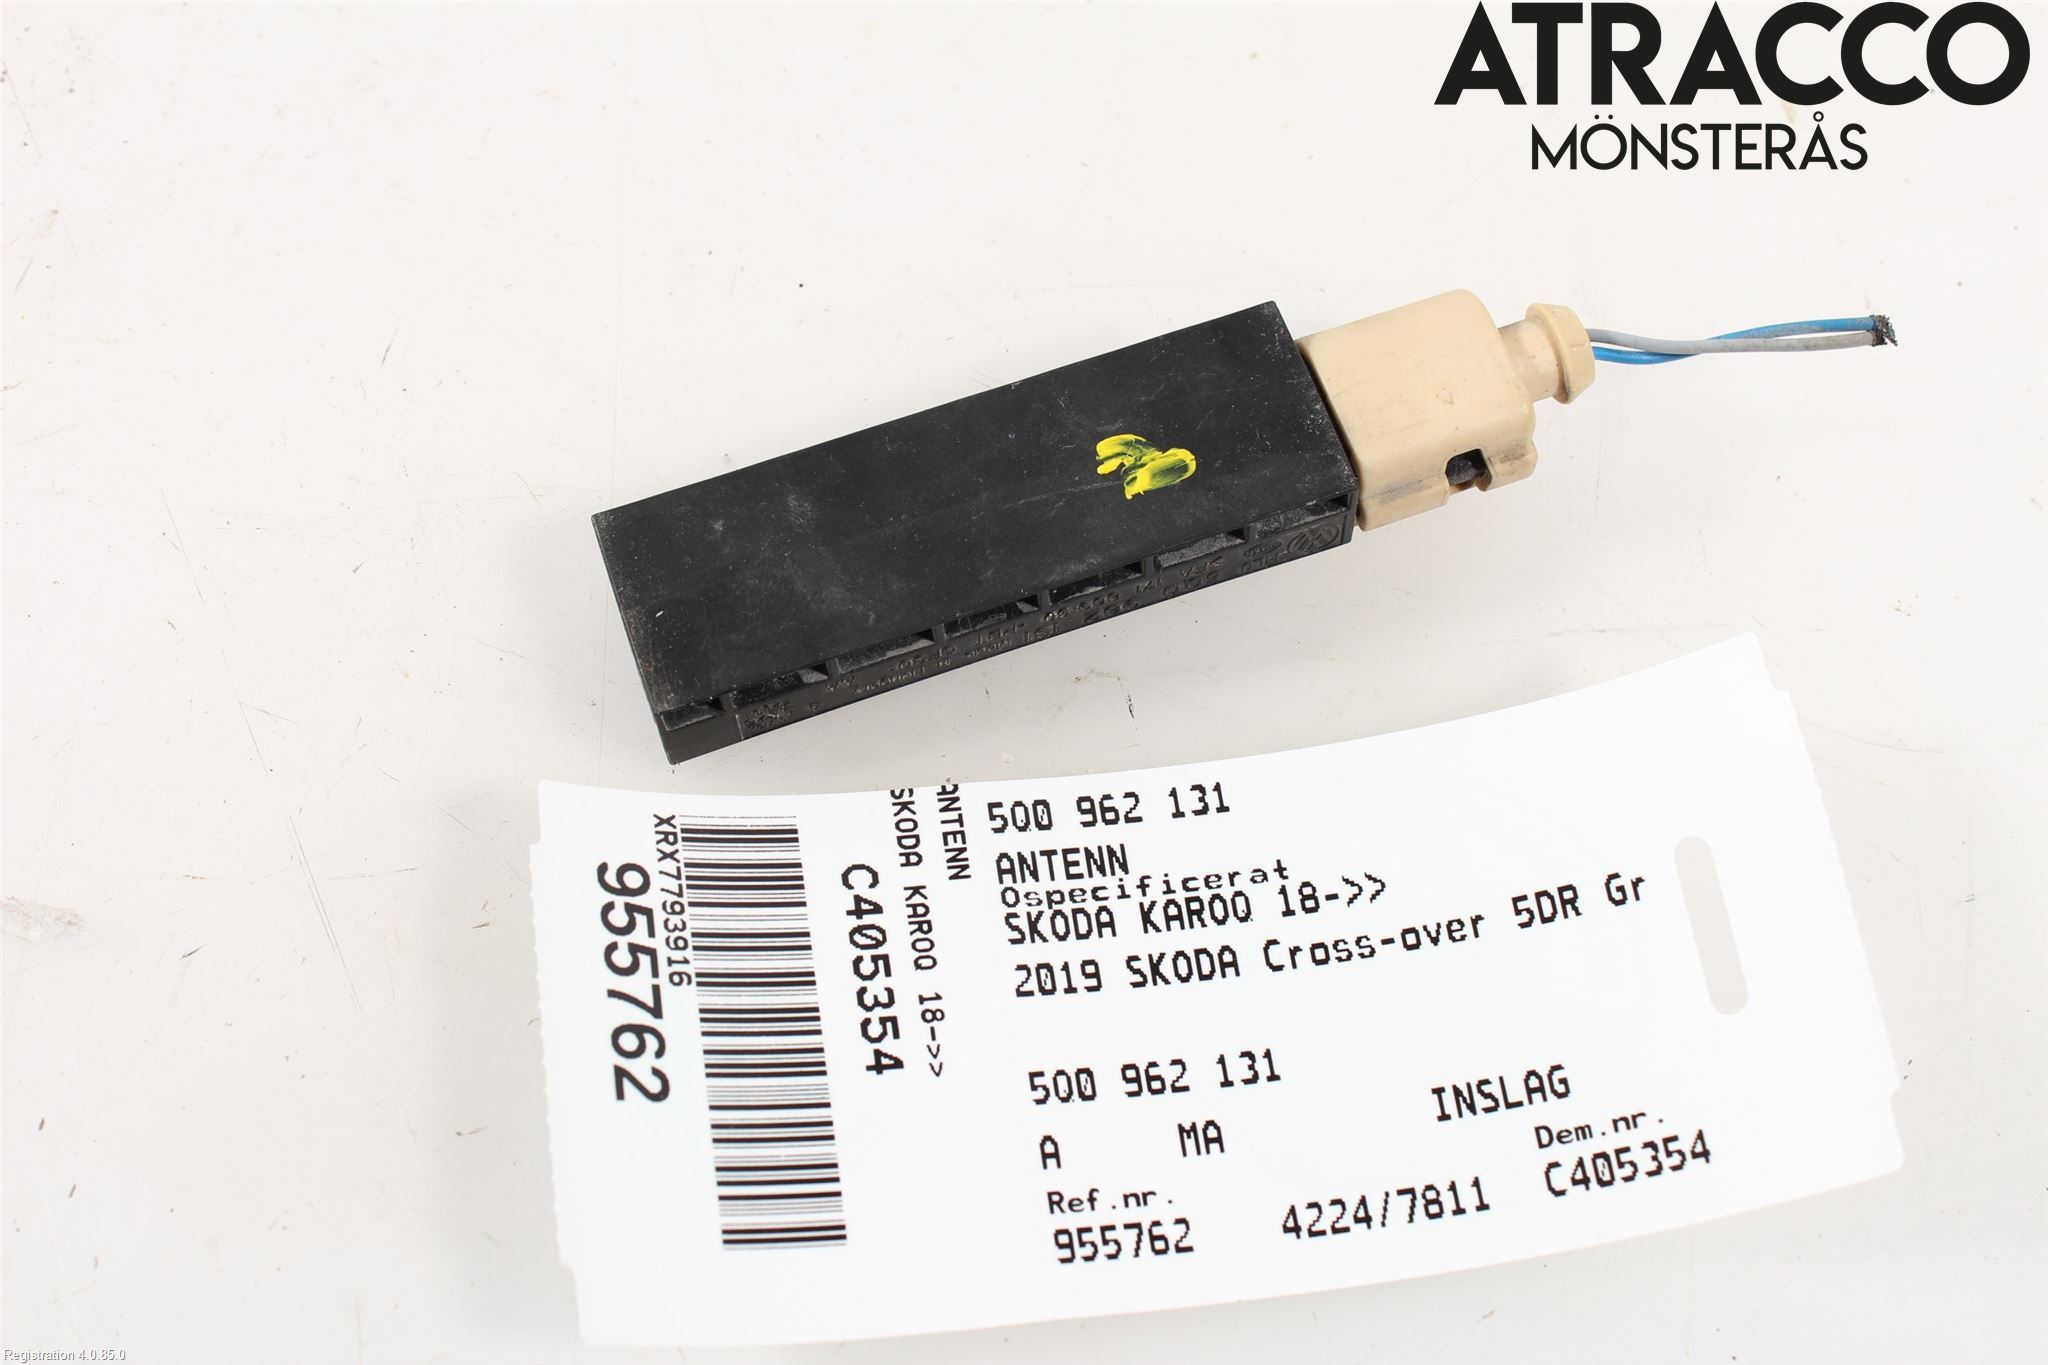 ATRACCO
MÖNSTERÅS
XRX7793916
955762
C405354
SKODA KAROQ 18->>
ANTENN
5Q0 962 131
ANTENN
Ospecificerat
SKODA KAROQ 18->>
2019 SKODA Cross-over 5DR Gr
5Q0 962 131
A MA
INSLAG
Ref.nr.
955762
4224/7811
Dem.nr.
C405354
Registration 4.0.85.0